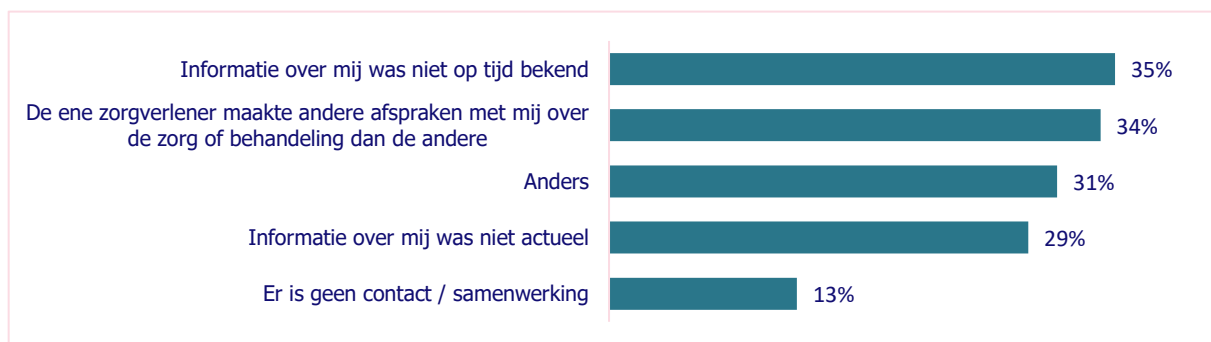 Informatie over mij was niet op tijd bekend
35%
De ene zorgverlener maakte andere afspraken met mij over
de zorg of behandeling dan de andere
34%
Anders
31%
Informatie over mij was niet actueel
29%
Er is geen contact / samenwerking
13%